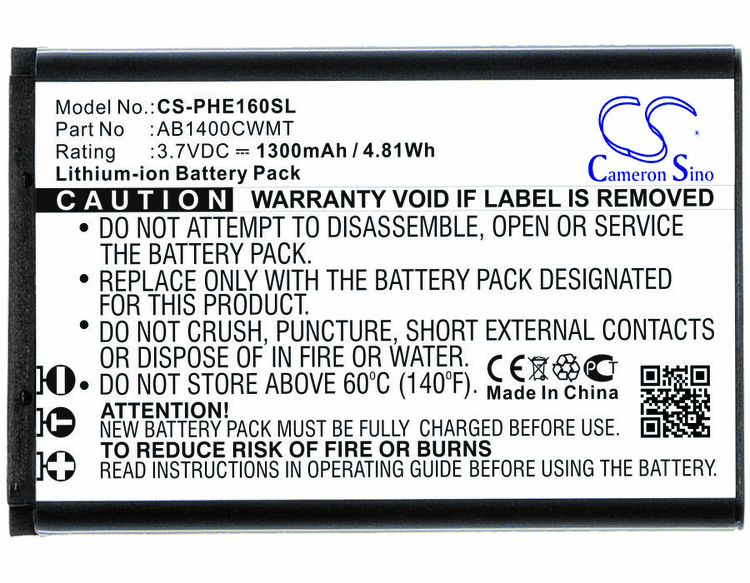 Model No.: CS-PHE160SL
Part No : AB1400CWMT
Rating : 3.7VDC ⎓ 1300mAh / 4.81Wh
Lithium-ion Battery Pack
Cameron Sino
CAUTION WARRANTY VOID IF LABEL IS REMOVED
• DO NOT ATTEMPT TO DISASSEMBLE, OPEN OR SERVICE
THE BATTERY PACK.
• REPLACE ONLY WITH THE BATTERY PACK DESIGNATED
FOR THIS PRODUCT.
• DO NOT CRUSH, PUNCTURE, SHORT EXTERNAL CONTACTS
OR DISPOSE OF IN FIRE OR WATER.
• DO NOT STORE ABOVE 60°C (140°F).
CE PCT
Made In China
ATTENTION!
NEW BATTERY PACK MUST BE FULLY CHARGED BEFORE USE.
TO REDUCE RISK OF FIRE OR BURNS
READ INSTRUCTIONS OF OPERATING GUIDE BEFORE USING THE BATTERY.